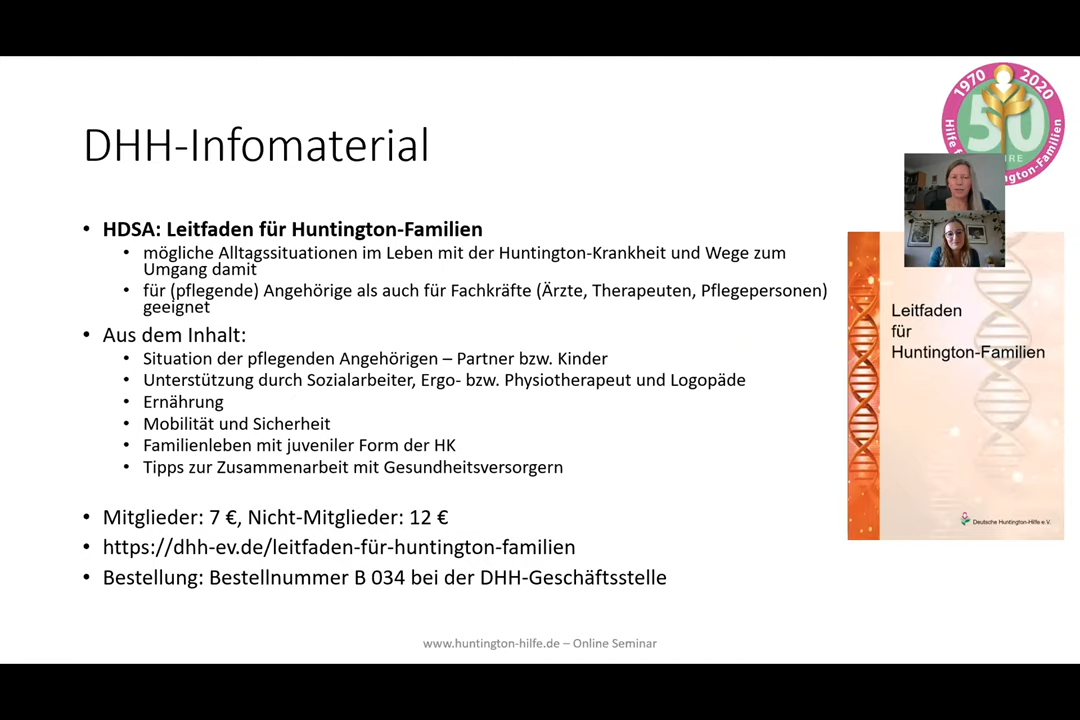 1970 2020
50
DHH-Infomaterial
• HDSA: Leitfaden für Huntington-Familien
• mögliche Alltagssituationen im Leben mit der Huntington-Krankheit und Wege zum
Umgang damit
• für (pflegende) Angehörige als auch für Fachkräfte (Ärzte, Therapeuten, Pflegepersonen)
geeignet
• Aus dem Inhalt:
• Situation der pflegenden Angehörigen – Partner bzw. Kinder
• Unterstützung durch Sozialarbeiter, Ergo- bzw. Physiotherapeut und Logopäde
• Ernährung
• Mobilität und Sicherheit
• Familienleben mit juveniler Form der HK
• Tipps zur Zusammenarbeit mit Gesundheitsversorgern
• Mitglieder: 7 €, Nicht-Mitglieder: 12 €
• https://dhh-ev.de/leitfaden-für-huntington-familien
• Bestellung: Bestellnummer B 034 bei der DHH-Geschäftsstelle
Leitfaden
für
Huntington-Familien
Deutsche Huntington-Hilfe e.V.
www.huntington-hilfe.de – Online Seminar